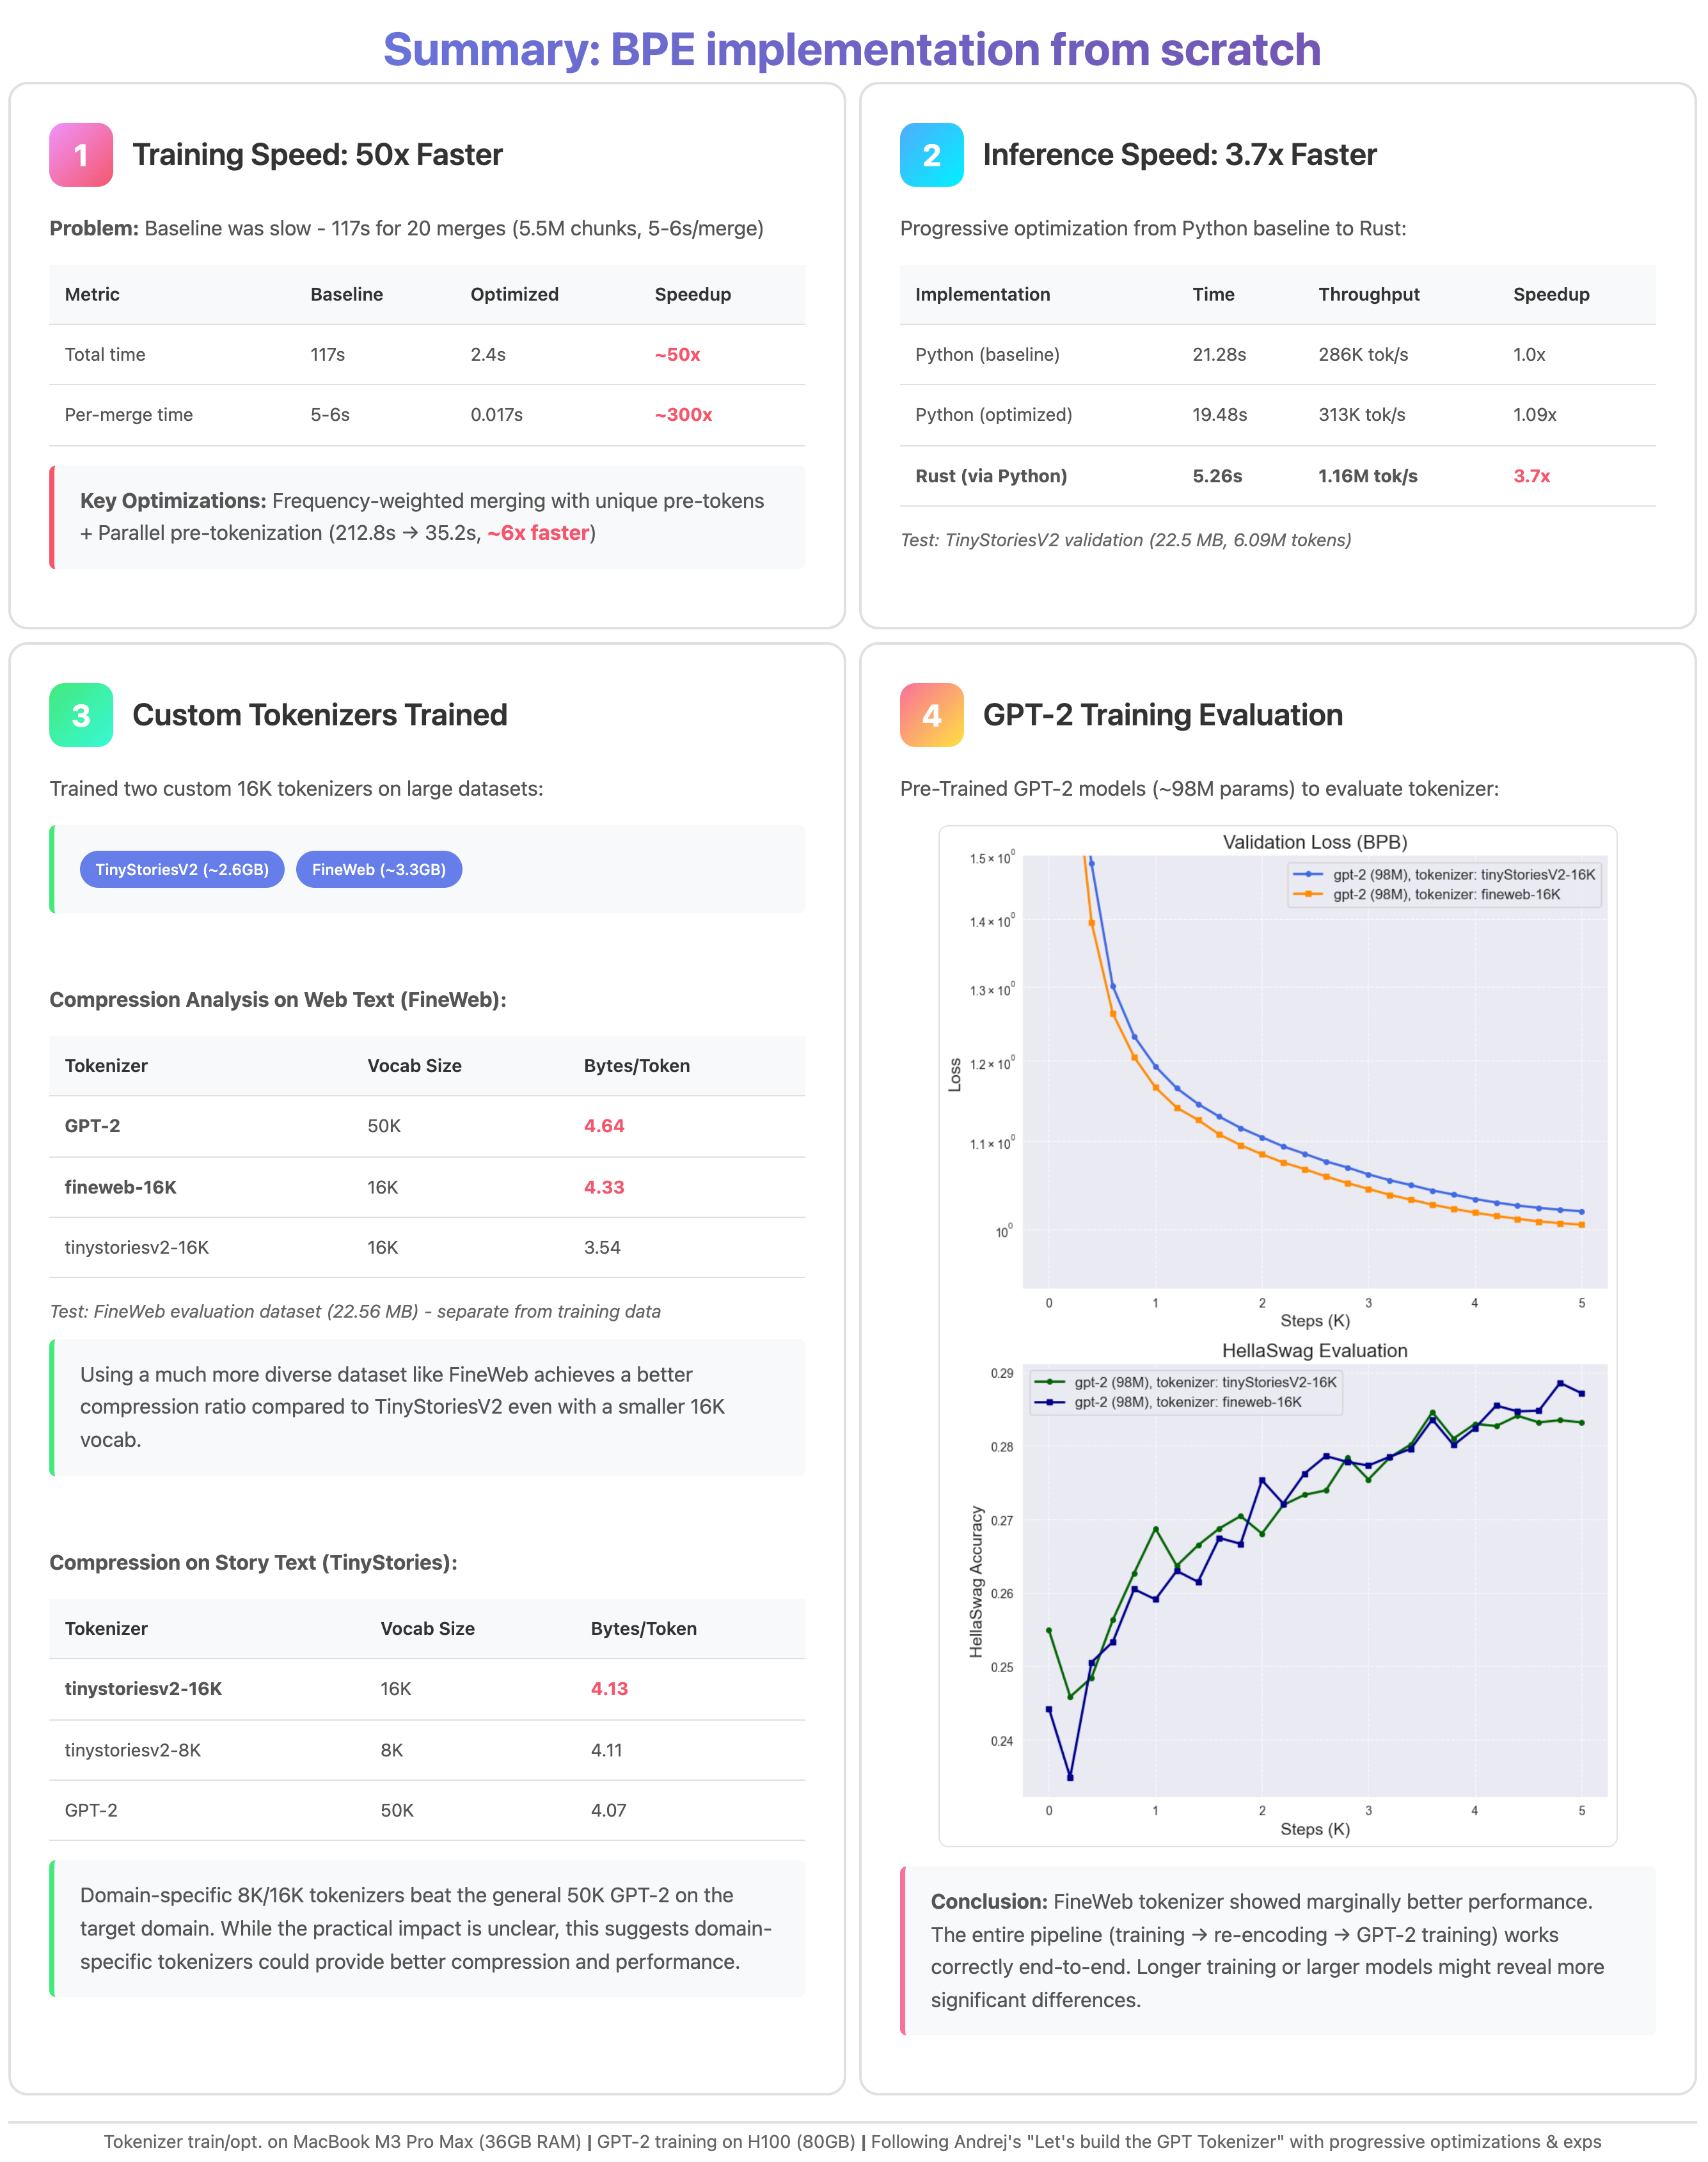 Summary: BPE implementation from scratch
1
Training Speed: 50x Faster
Problem: Baseline was slow - 117s for 20 merges (5.5M chunks, 5-6s/merge)
Metric Baseline Optimized Speedup
Total time 117s 2.4s ~50x
Per-merge time 5-6s 0.017s ~300x
Key Optimizations: Frequency-weighted merging with unique pre-tokens
+ Parallel pre-tokenization (212.8s → 35.2s, ~6x faster)
2
Inference Speed: 3.7x Faster
Progressive optimization from Python baseline to Rust:
Implementation Time Throughput Speedup
Python (baseline) 21.28s 286K tok/s 1.0x
Python (optimized) 19.48s 313K tok/s 1.09x
Rust (via Python) 5.26s 1.16M tok/s 3.7x
Test: TinyStoriesV2 validation (22.5 MB, 6.09M tokens)
3
Custom Tokenizers Trained
Trained two custom 16K tokenizers on large datasets:
TinyStoriesV2 (~2.6GB) FineWeb (~3.3GB)
Compression Analysis on Web Text (FineWeb):
Tokenizer Vocab Size Bytes/Token
GPT-2 50K 4.64
fineweb-16K 16K 4.33
tinystoriesv2-16K 16K 3.54
Test: FineWeb evaluation dataset (22.56 MB) - separate from training data
Using a much more diverse dataset like FineWeb achieves a better
compression ratio compared to TinyStoriesV2 even with a smaller 16K
vocab.
Compression on Story Text (TinyStories):
Tokenizer Vocab Size Bytes/Token
tinystoriesv2-16K 16K 4.13
tinystoriesv2-8K 8K 4.11
GPT-2 50K 4.07
Domain-specific 8K/16K tokenizers beat the general 50K GPT-2 on the
target domain. While the practical impact is unclear, this suggests domain-
specific tokenizers could provide better compression and performance.
4
GPT-2 Training Evaluation
Pre-Trained GPT-2 models (~98M params) to evaluate tokenizer:
Validation Loss (BPB)
gpt-2 (98M), tokenizer: tinyStoriesV2-16K
gpt-2 (98M), tokenizer: fineweb-16K
1.5 × 10⁰
1.4 × 10⁰
1.3 × 10⁰
1.2 × 10⁰
1.1 × 10⁰
10⁰
Loss
0 1 2 3 4 5
Steps (K)
HellaSwag Evaluation
gpt-2 (98M), tokenizer: tinyStoriesV2-16K
gpt-2 (98M), tokenizer: fineweb-16K
0.29
0.28
0.27
0.26
0.25
0.24
HellaSwag Accuracy
0 1 2 3 4 5
Steps (K)
Conclusion: FineWeb tokenizer showed marginally better performance.
The entire pipeline (training → re-encoding → GPT-2 training) works
correctly end-to-end. Longer training or larger models might reveal more
significant differences.
Tokenizer train/opt. on MacBook M3 Pro Max (36GB RAM) | GPT-2 training on H100 (80GB) | Following Andrej's "Let's build the GPT Tokenizer" with progressive optimizations & exps